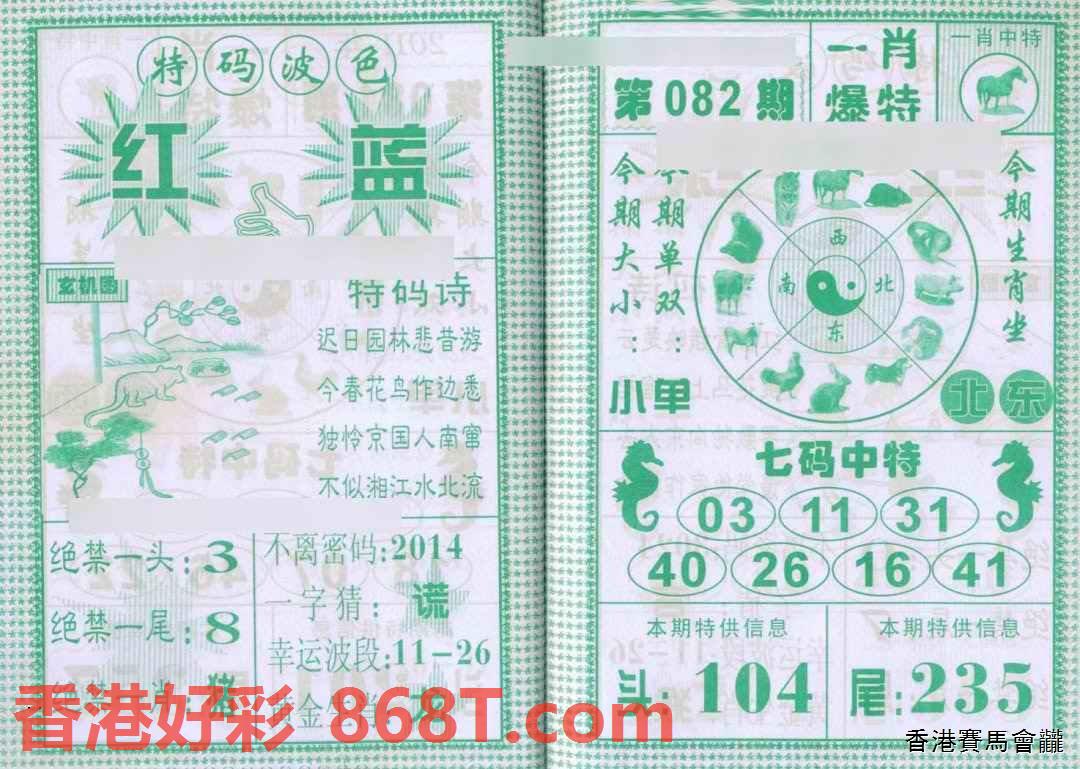 特码波色
红 蓝
玄机图
特码诗
迟日园林悲昔游
今春花鸟作边愁
独怜京国人南窜
不似湘江水北流
绝禁一头:3
绝禁一尾:8
不离密码:2014
一字猜:谎
幸运波段:11-26
香港好彩 868T.com
第082期
一肖
爆特
一肖中特
今期大小:小
期单双:单
西
南 北
东
今期生肖坐
北 东
七码中特
03 11 31
40 26 16 41
本期特供信息
头:104
本期特供信息
尾:235
香港賽馬會